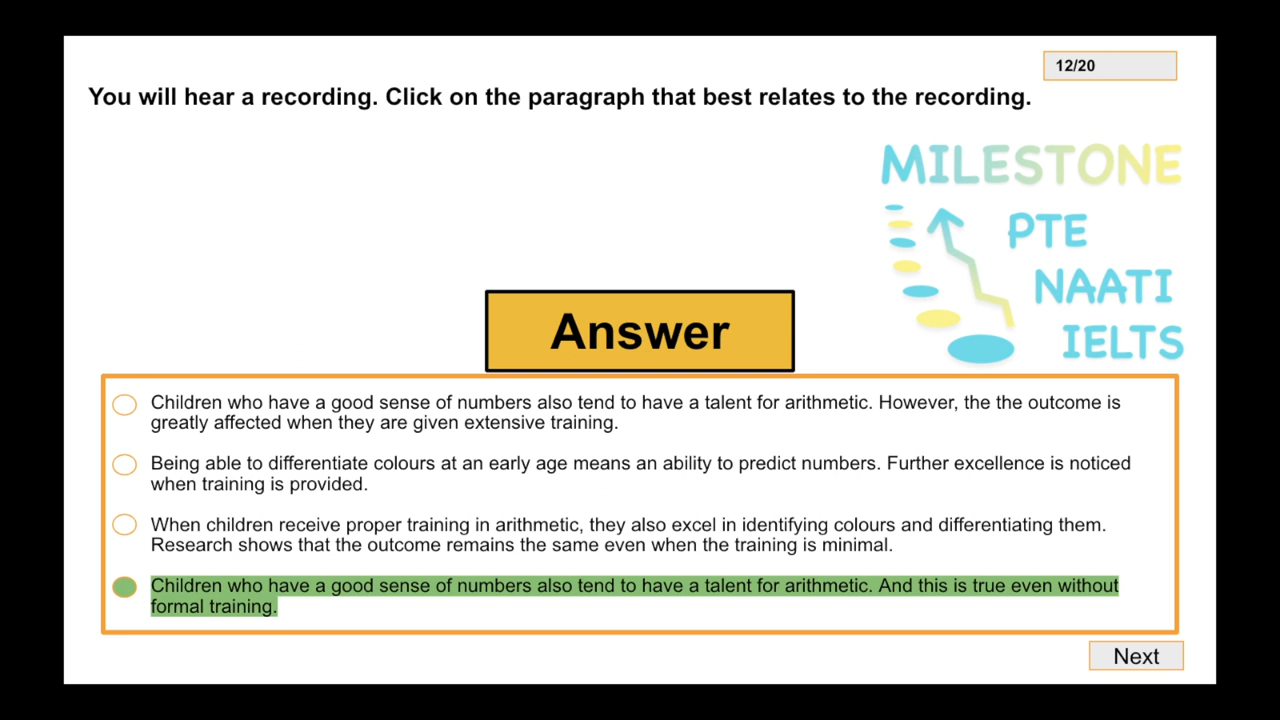 12/20
You will hear a recording. Click on the paragraph that best relates to the recording.
MILESTONE
PTE
NAATI
IELTS
Answer
Children who have a good sense of numbers also tend to have a talent for arithmetic. However, the the outcome is
greatly affected when they are given extensive training.
Being able to differentiate colours at an early age means an ability to predict numbers. Further excellence is noticed
when training is provided.
When children receive proper training in arithmetic, they also excel in identifying colours and differentiating them.
Research shows that the outcome remains the same even when the training is minimal.
Children who have a good sense of numbers also tend to have a talent for arithmetic. And this is true even without
formal training.
Next